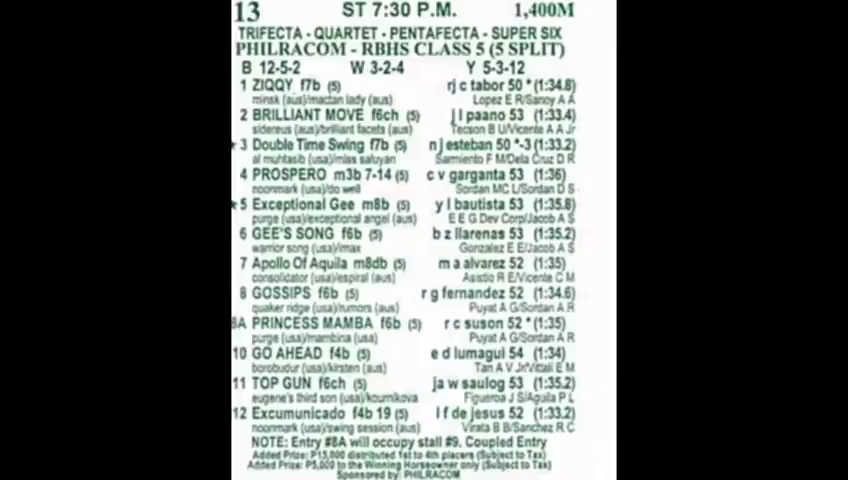 13 ST 7:30 P.M. 1,400M
TRIFECTA - QUARTET - PENTAFECTA - SUPER SIX
PHILRACOM - RBHS CLASS 5 (5 SPLIT)
B 12-5-2 W 3-2-4 Y 5-3-12
1 ZIQQY f7b (5) rj c tabor 50 * (1:34.8)
minsk (aus)/mactan lady (aus) Lopez E R/Sanoy A A
2 BRILLIANT MOVE f6ch (5) j l paano 53 (1:33.4)
sidereus (aus)/brilliant facets (aus) Tecson B U/Vicente A A Jr
★ 3 Double Time Swing f7b (5) n j esteban 50 *-3 (1:33.2)
al muhtasib (usa)/miss saluyan Sarmiento F M/Dela Cruz D R
4 PROSPERO m3b 7-14 (5) c v garganta 53 (1:36)
noonmark (usa)/do well Sordan MC L/Sordan D S
★ 5 Exceptional Gee m8b (5) y l bautista 53 (1:35.8)
purge (usa)/exceptional angel (aus) E E G Dev Corp/Jacob A S
6 GEE'S SONG f6b (5) b z llarenas 53 (1:35.2)
warrior song (usa)/imax Gonzalez E E/Jacob A S
7 Apollo Of Aquila m8db (5) m a alvarez 52 (1:35)
consolidator (usa)/espiral (aus) Asistio R E/Vicente C M
8 GOSSIPS f6b (5) r g fernandez 52 (1:34.6)
quaker ridge (usa)/rumors (aus) Puyat A G/Sordan A R
8A PRINCESS MAMBA f6b (5) r c suson 52 * (1:35)
purge (usa)/mambina (usa) Puyat A G/Sordan A R
10 GO AHEAD f4b (5) e d lumagui 54 (1:34)
borobudur (usa)/kirsten (aus) Tan A V Jr/Vittali E M
11 TOP GUN f6ch (5) ja w saulog 53 (1:35.2)
eugene's third son (usa)/kournikova Figueroa J S/Aguila P L
12 Excumunicado f4b 19 (5) l f de jesus 52 (1:33.2)
noonmark (usa)/swing session (aus) Virata B B/Sanchez R C
NOTE: Entry #8A will occupy stall #9. Coupled Entry
Added Prize: P15,000 distributed 1st to 4th placers (Subject to Tax)
Added Prize: P5,000 to the Winning Horseowner only (Subject to Tax)
Sponsored by: PHILRACOM